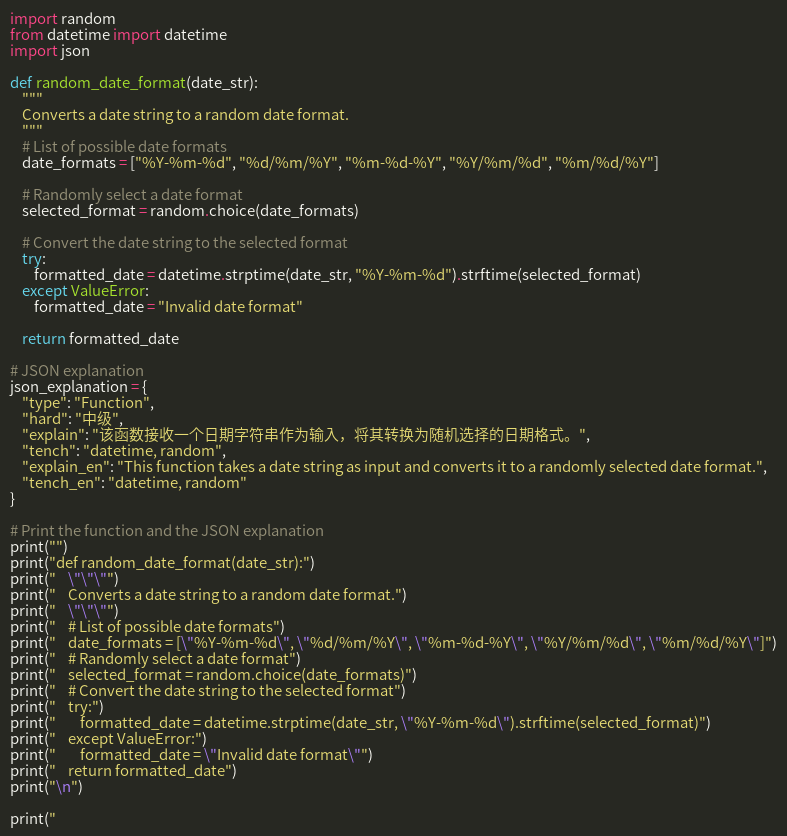 import random
from datetime import datetime
import json

def random_date_format(date_str):
    """
    Converts a date string to a random date format.
    """
    # List of possible date formats
    date_formats = ["%Y-%m-%d", "%d/%m/%Y", "%m-%d-%Y", "%Y/%m/%d", "%m/%d/%Y"]

    # Randomly select a date format
    selected_format = random.choice(date_formats)

    # Convert the date string to the selected format
    try:
        formatted_date = datetime.strptime(date_str, "%Y-%m-%d").strftime(selected_format)
    except ValueError:
        formatted_date = "Invalid date format"

    return formatted_date

# JSON explanation
json_explanation = {
    "type": "Function",
    "hard": "中级",
    "explain": "该函数接收一个日期字符串作为输入，将其转换为随机选择的日期格式。",
    "tench": "datetime, random",
    "explain_en": "This function takes a date string as input and converts it to a randomly selected date format.",
    "tench_en": "datetime, random"
}

# Print the function and the JSON explanation
print("")
print("def random_date_format(date_str):")
print("    \"\"\"")
print("    Converts a date string to a random date format.")
print("    \"\"\"")
print("    # List of possible date formats")
print("    date_formats = [\"%Y-%m-%d\", \"%d/%m/%Y\", \"%m-%d-%Y\", \"%Y/%m/%d\", \"%m/%d/%Y\"]")
print("    # Randomly select a date format")
print("    selected_format = random.choice(date_formats)")
print("    # Convert the date string to the selected format")
print("    try:")
print("        formatted_date = datetime.strptime(date_str, \"%Y-%m-%d\").strftime(selected_format)")
print("    except ValueError:")
print("        formatted_date = \"Invalid date format\"")
print("    return formatted_date")
print("\n")

print("